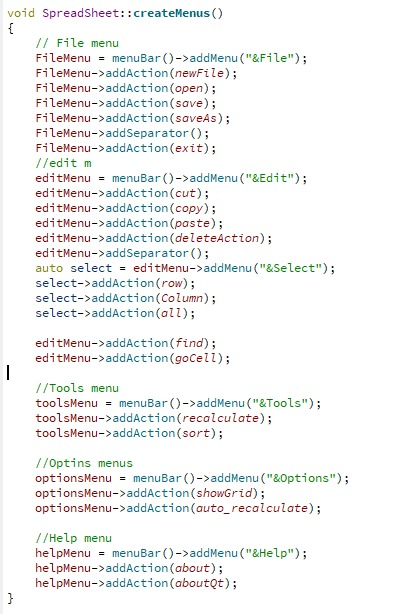 void SpreadSheet::createMenus()
{
    // File menu
    FileMenu = menuBar()->addMenu("&File");
    FileMenu->addAction(newFile);
    FileMenu->addAction(open);
    FileMenu->addAction(save);
    FileMenu->addAction(saveAs);
    FileMenu->addSeparator();
    FileMenu->addAction(exit);
    //edit m
    editMenu = menuBar()->addMenu("&Edit");
    editMenu->addAction(cut);
    editMenu->addAction(copy);
    editMenu->addAction(paste);
    editMenu->addAction(deleteAction);
    editMenu->addSeparator();
    auto select = editMenu->addMenu("&Select");
    select->addAction(row);
    select->addAction(Column);
    select->addAction(all);

    editMenu->addAction(find);
    editMenu->addAction(goCell);

    //Tools menu
    toolsMenu = menuBar()->addMenu("&Tools");
    toolsMenu->addAction(recalculate);
    toolsMenu->addAction(sort);

    //Optins menus
    optionsMenu = menuBar()->addMenu("&Options");
    optionsMenu->addAction(showGrid);
    optionsMenu->addAction(auto_recalculate);

    //Help menu
    helpMenu = menuBar()->addMenu("&Help");
    helpMenu->addAction(about);
    helpMenu->addAction(aboutQt);
}